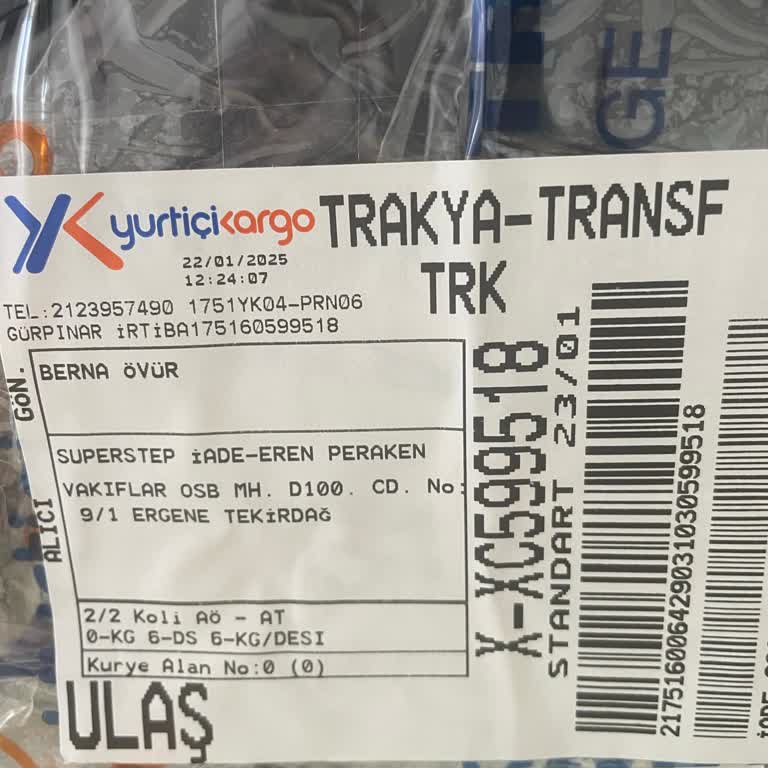 GE
yurtiçikargo
TRAKYA-TRANSF
TRK
22/01/2025
12:24:07
TEL:2123957490 1751YK04-PRN06
GÜRPINAR İRTİBA175160599518
GÖN.
BERNA ÖVÜR
ALICI
SUPERSTEP İADE-EREN PERAKEN
VAKIFLAR OSB MH. D100. CD. No:
9/1 ERGENE TEKİRDAĞ
2/2 Koli AÖ - AT
0-KG 6-DS 6-KG/DESI
Kurye Alan No:0 (0)
ULAŞ
X-XC599518
STANDART 23/01
21751600642903103059​9518